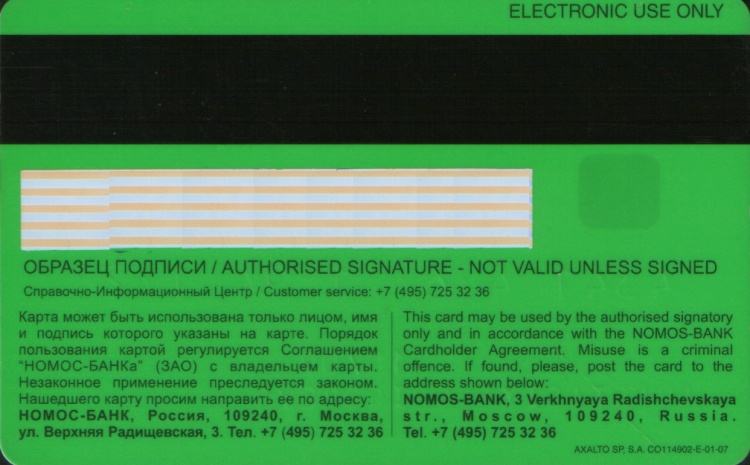 ELECTRONIC USE ONLY
ОБРАЗЕЦ ПОДПИСИ / AUTHORISED SIGNATURE - NOT VALID UNLESS SIGNED
Справочно-Информационный Центр / Customer service: +7 (495) 725 32 36
Карта может быть использована только лицом, имя
и подпись которого указаны на карте. Порядок
пользования картой регулируется Соглашением
"НОМОС-БАНКа" (ЗАО) с владельцем карты.
Незаконное применение преследуется законом.
Нашедшего карту просим направить ее по адресу:
НОМОС-БАНК, Россия, 109240, г. Москва,
ул. Верхняя Радищевская, 3. Тел. +7 (495) 725 32 36
This card may be used by the authorised signatory
only and in accordance with the NOMOS-BANK
Cardholder Agreement. Misuse is a criminal
offence. If found, please, post the card to the
address shown below:
NOMOS-BANK, 3 Verkhnyaya Radishchevskaya
str., Moscow, 109240, Russia.
Tel. +7 (495) 725 32 36
AXALTO SP, S.A. CO114902-E-01-07